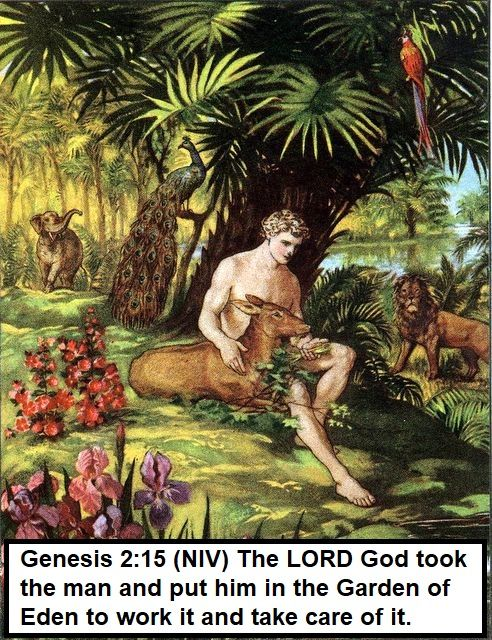 Genesis 2:15 (NIV) The LORD God took
the man and put him in the Garden of
Eden to work it and take care of it.